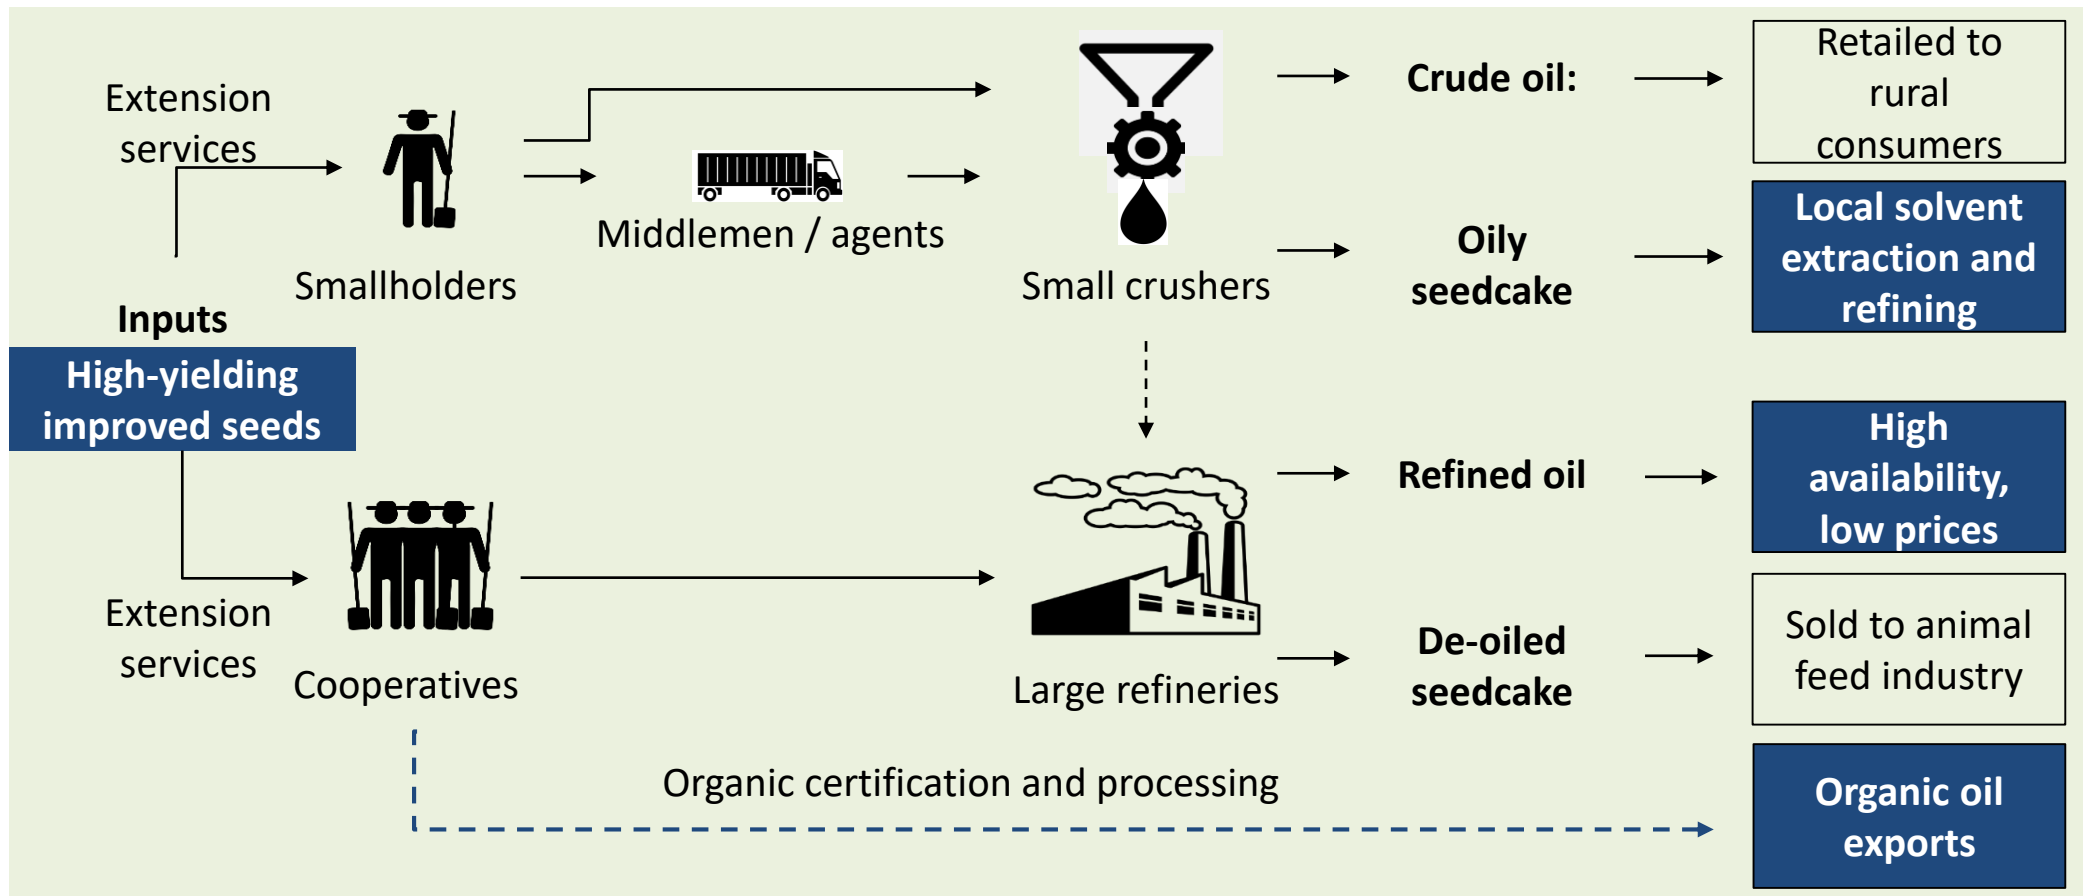 Extension
services
Smallholders
Inputs
High-yielding
improved seeds
Extension
services
Cooperatives
Middlemen / agents
Small crushers
Large refineries
Organic certification and processing
Crude oil:
Oily
seedcake
Refined oil
De-oiled
seedcake
Retailed to
rural
consumers
Local solvent
extraction and
refining
High
availability,
low prices
Sold to animal
feed industry
Organic oil
exports